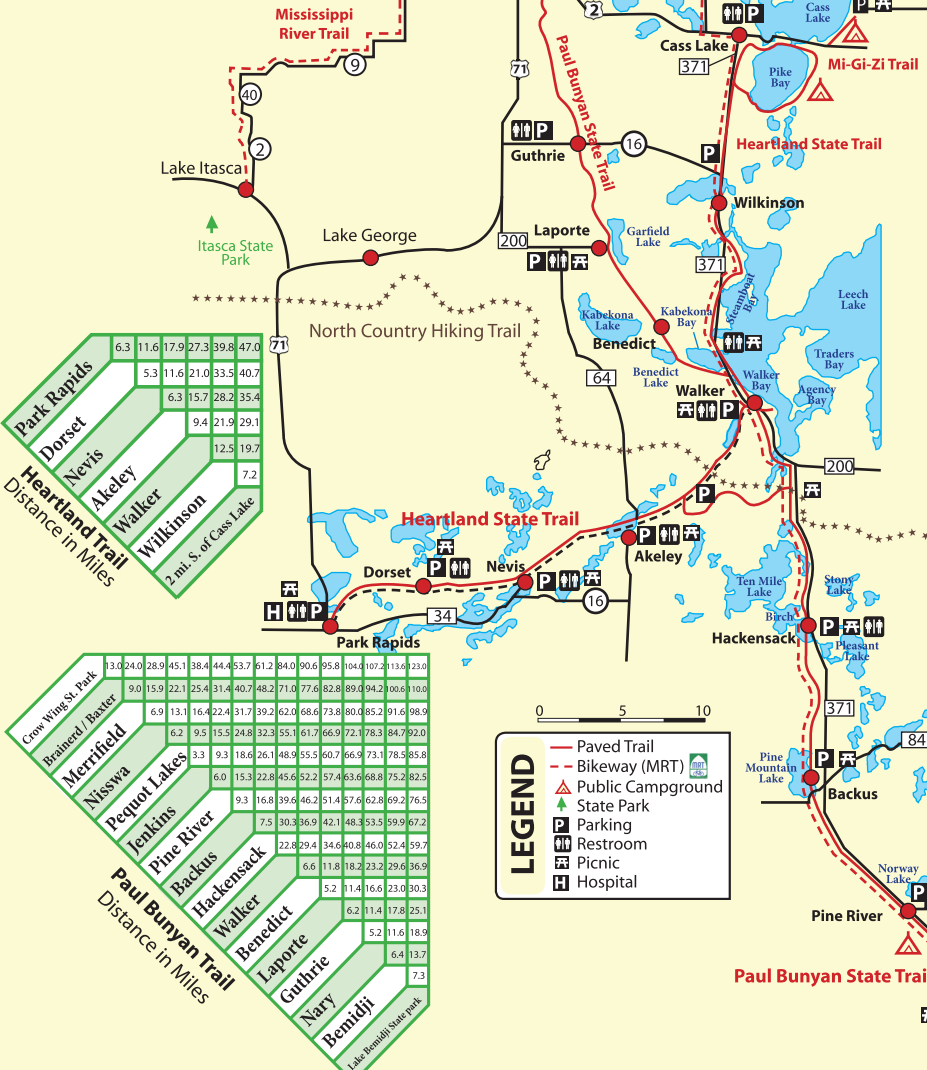 Mississippi
River Trail
9
40
2
Lake Itasca
Itasca State
Park
Lake George
71
71
2
P
P
Cass
Lake
Cass Lake
371
Mi-Gi-Zi Trail
Pike
Bay
Paul Bunyan State Trail
P
Guthrie
16
P
Heartland State Trail
Wilkinson
Laporte
200
P
Garfield
Lake
371
Steamboat
Bay
Leech
Lake
North Country Hiking Trail
Kabekona
Lake
Kabekona
Bay
Benedict
Benedict
Lake
Traders
Bay
Walker
Bay
Agency
Bay
64
Walker
P
200
P
Heartland State Trail
P
Akeley
Dorset
P
Nevis
P
16
34
H P
Park Rapids
Ten Mile
Lake
Stony
Lake
Birch
Hackensack
P
Pleasant
Lake
371
84
Pine
Mountain
Lake
P
Backus
Norway
Lake
P
Pine River
Paul Bunyan State Trai
6.3 11.6 17.9 27.3 39.8 47.0
5.3 11.6 21.0 33.5 40.7
6.3 15.7 28.2 35.4
9.4 21.9 29.1
12.5 19.7
7.2
Park Rapids
Dorset
Nevis
Akeley
Walker
Wilkinson
2 mi. S. of Cass Lake
Heartland Trail
Distance in Miles
13.0 24.0 28.9 45.1 38.4 44.4 53.7 61.2 84.0 90.6 95.8 104.0 107.2 113.6 123.0
9.0 15.9 22.1 25.4 31.4 40.7 48.2 71.0 77.6 82.8 89.0 94.2 100.6 110.0
6.9 13.1 16.4 22.4 31.7 39.2 62.0 68.6 73.8 80.0 85.2 91.6 98.9
6.2 9.5 15.5 24.8 32.3 55.1 61.7 66.9 72.1 78.3 84.7 92.0
3.3 9.3 18.6 26.1 48.9 55.5 60.7 66.9 73.1 78.5 85.8
6.0 15.3 22.8 45.6 52.2 57.4 63.6 68.8 75.2 82.5
9.3 16.8 39.6 46.2 51.4 57.6 62.8 69.2 76.5
7.5 30.3 36.9 42.1 48.3 53.5 59.9 67.2
22.8 29.4 34.6 40.8 46.0 52.4 59.7
6.6 11.8 18.2 23.2 29.6 36.9
5.2 11.4 16.6 23.0 30.3
6.2 11.4 17.8 25.1
5.2 11.6 18.9
6.4 13.7
7.3
Crow Wing St. Park
Brainerd / Baxter
Merrifield
Nisswa
Pequot Lakes
Jenkins
Pine River
Backus
Hackensack
Walker
Benedict
Laporte
Guthrie
Nary
Bemidji
Lake Bemidji State park
Paul Bunyan Trail
Distance in Miles
0 5 10
LEGEND
Paved Trail
Bikeway (MRT) MRT
Public Campground
State Park
P Parking
Restroom
Picnic
H Hospital